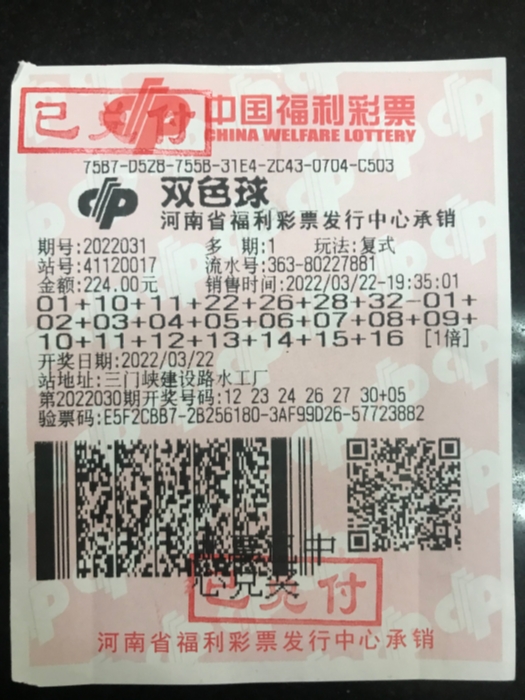 已兑付
中国福利彩票
CHINA WELFARE LOTTERY
75B7-D52B-755B-31E4-2C43-0704-C503
双色球
河南省福利彩票发行中心承销
期号:2022031 多 期:1 玩法:复式
站号:41120017 流水号:363-80227881
金额:224.00元 销售时间:2022/03/22-19:35:01
01+10+11+22+26+28+32-01+
02+03+04+05+06+07+08+09+
10+11+12+13+14+15+16 [1倍]
开奖日期:2022/03/22
站地址:三门峡建设路水工厂
第2022030期开奖号码:12 23 24 26 27 30+05
验票码:E5F2CBB7-2B256180-3AF99D26-57723882
中
已兑付
河南省福利彩票发行中心承销